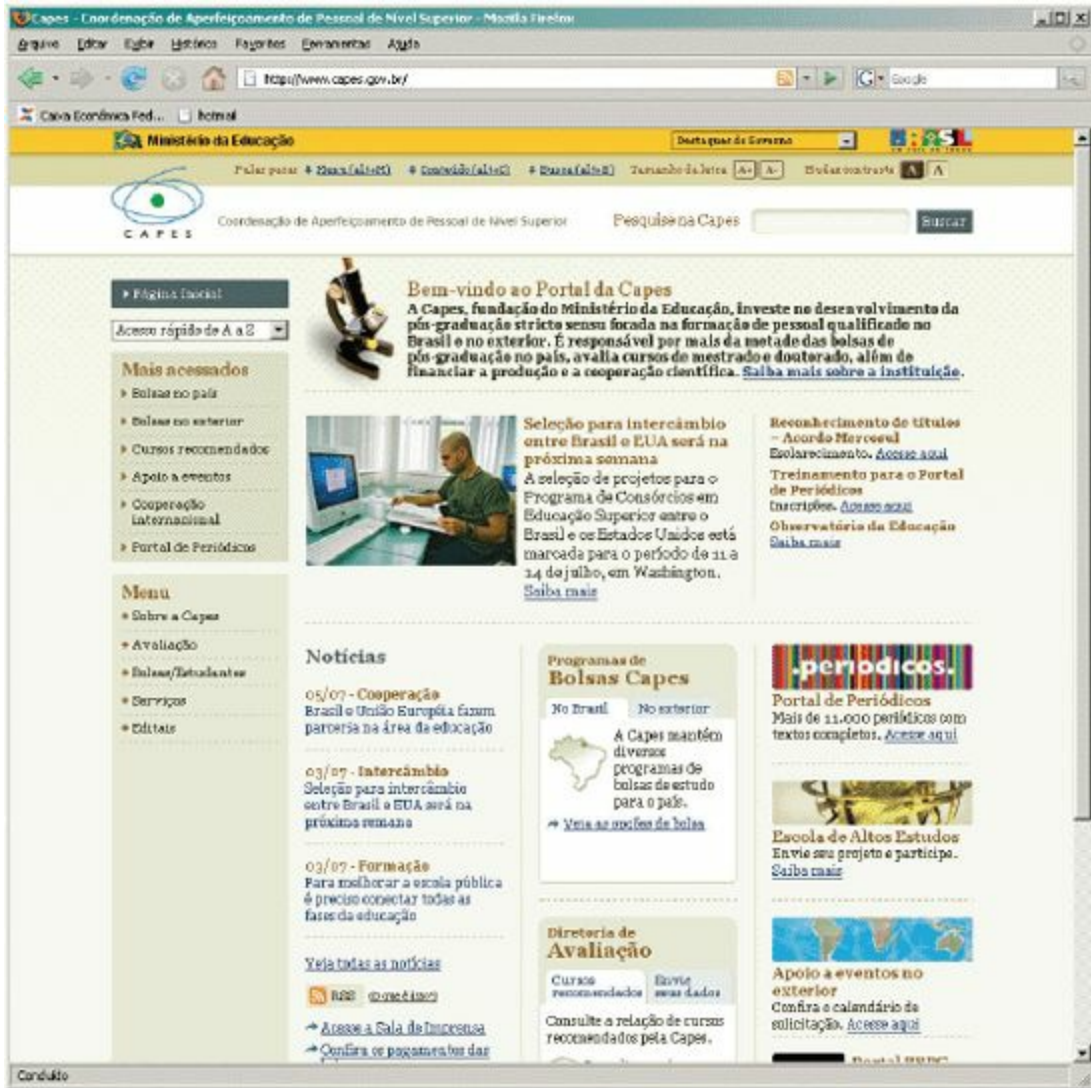 Capes - Coordenação de Aperfeiçoamento de Pessoal de Nível Superior - Mozilla Firefox
Arquivo Editar Exibir Histórico Favoritos Ferramentas Ajuda
http://www.capes.gov.br/
Google
Caixa Econômica Fed... hotmail
Ministério da Educação
Destaques do Governo
BRASIL
Pular para: Menu (alt+M) Conteúdo (alt+C) Busca (alt+B) Tamanho da letra A+ A- Mudar contraste A A
CAPES
Coordenação de Aperfeiçoamento de Pessoal de Nível Superior
Pesquise na Capes
Buscar
Página Inicial
Acesso rápido de A a Z
Mais acessados
Bolsas no país
Bolsas no exterior
Cursos recomendados
Apoio a eventos
Cooperação
internacional
Portal de Periódicos
Menu
Sobre a Capes
Avaliação
Bolsas/Estudantes
Serviços
Editais
Bem-vindo ao Portal da Capes
A Capes, fundação do Ministério da Educação, investe no desenvolvimento da
pós-graduação stricto sensu focada na formação de pessoal qualificado no
Brasil e no exterior. É responsável por mais da metade das bolsas de
pós-graduação no país, avalia cursos de mestrado e doutorado, além de
financiar a produção e a cooperação científica. Saiba mais sobre a instituição.
Seleção para intercâmbio
entre Brasil e EUA será na
próxima semana
A seleção de projetos para o
Programa de Consórcios em
Educação Superior entre o
Brasil e os Estados Unidos está
marcada para o período de 11 a
14 de julho, em Washington.
Saiba mais
Reconhecimento de títulos
– Acordo Mercosul
Esclarecimento. Acesse aqui
Treinamento para o Portal
de Periódicos
Inscrições. Acesse aqui
Observatório da Educação
Saiba mais
Notícias
05/07 - Cooperação
Brasil e União Européia fazem
parceria na área da educação
03/07 - Intercâmbio
Seleção para intercâmbio
entre Brasil e EUA será na
próxima semana
03/07 - Formação
Para melhorar a escola pública
é preciso conectar todas as
fases da educação
Veja todas as notícias
RSS (O que é isso?)
Acesse a Sala de Imprensa
Confira os pagamentos das
Programas de
Bolsas Capes
No Brasil No exterior
A Capes mantém
diversos
programas de
bolsas de estudo
para o país.
Veja as opções de bolsa
Diretoria de
Avaliação
Cursos
recomendados
Envie
seus dados
Consulte a relação de cursos
recomendados pela Capes.
.periodicos.
Portal de Periódicos
Mais de 11.000 periódicos com
textos completos. Acesse aqui
Escola de Altos Estudos
Envie seu projeto e participe.
Saiba mais
Apoio a eventos no
exterior
Confira o calendário de
solicitação. Acesse aqui
Concluído